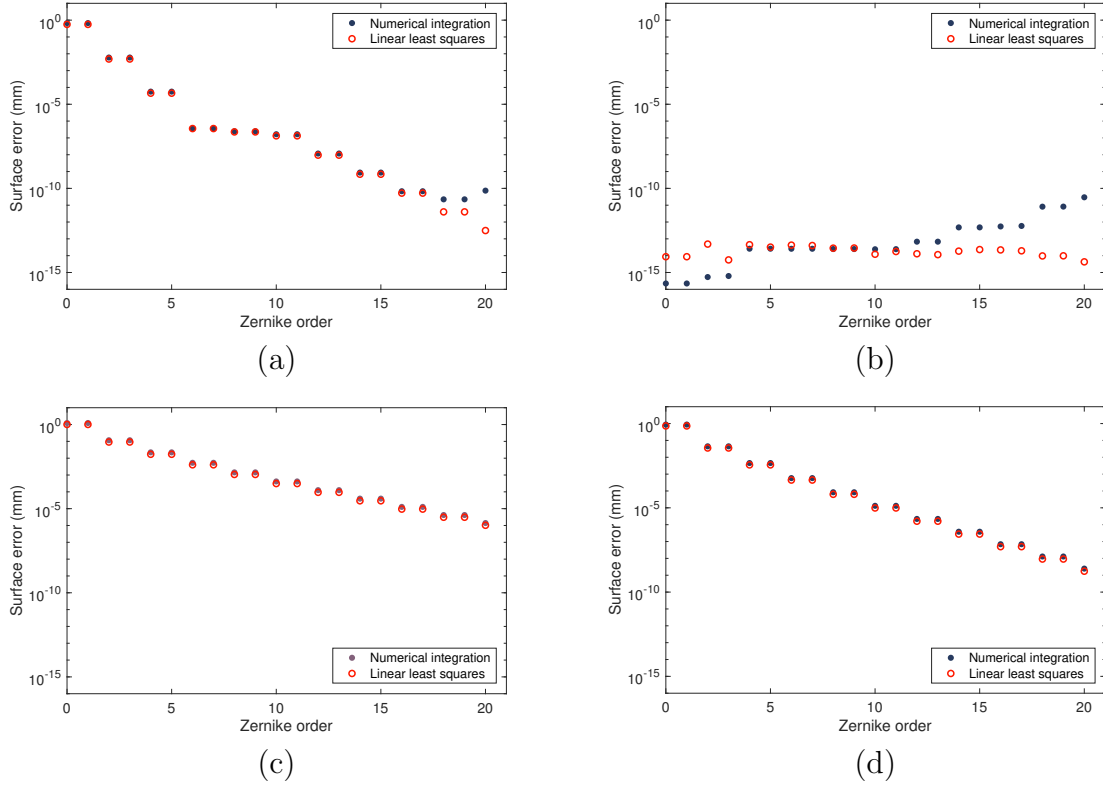 10^0
10^-5
10^-10
10^-15
Surface error (mm)
0 5 10 15 20
Zernike order
Numerical integration
Linear least squares
(a)
10^0
10^-5
10^-10
10^-15
Surface error (mm)
0 5 10 15 20
Zernike order
Numerical integration
Linear least squares
(b)
10^0
10^-5
10^-10
10^-15
Surface error (mm)
Numerical integration
Linear least squares
0 5 10 15 20
Zernike order
(c)
10^0
10^-5
10^-10
10^-15
Surface error (mm)
Numerical integration
Linear least squares
0 5 10 15 20
Zernike order
(d)